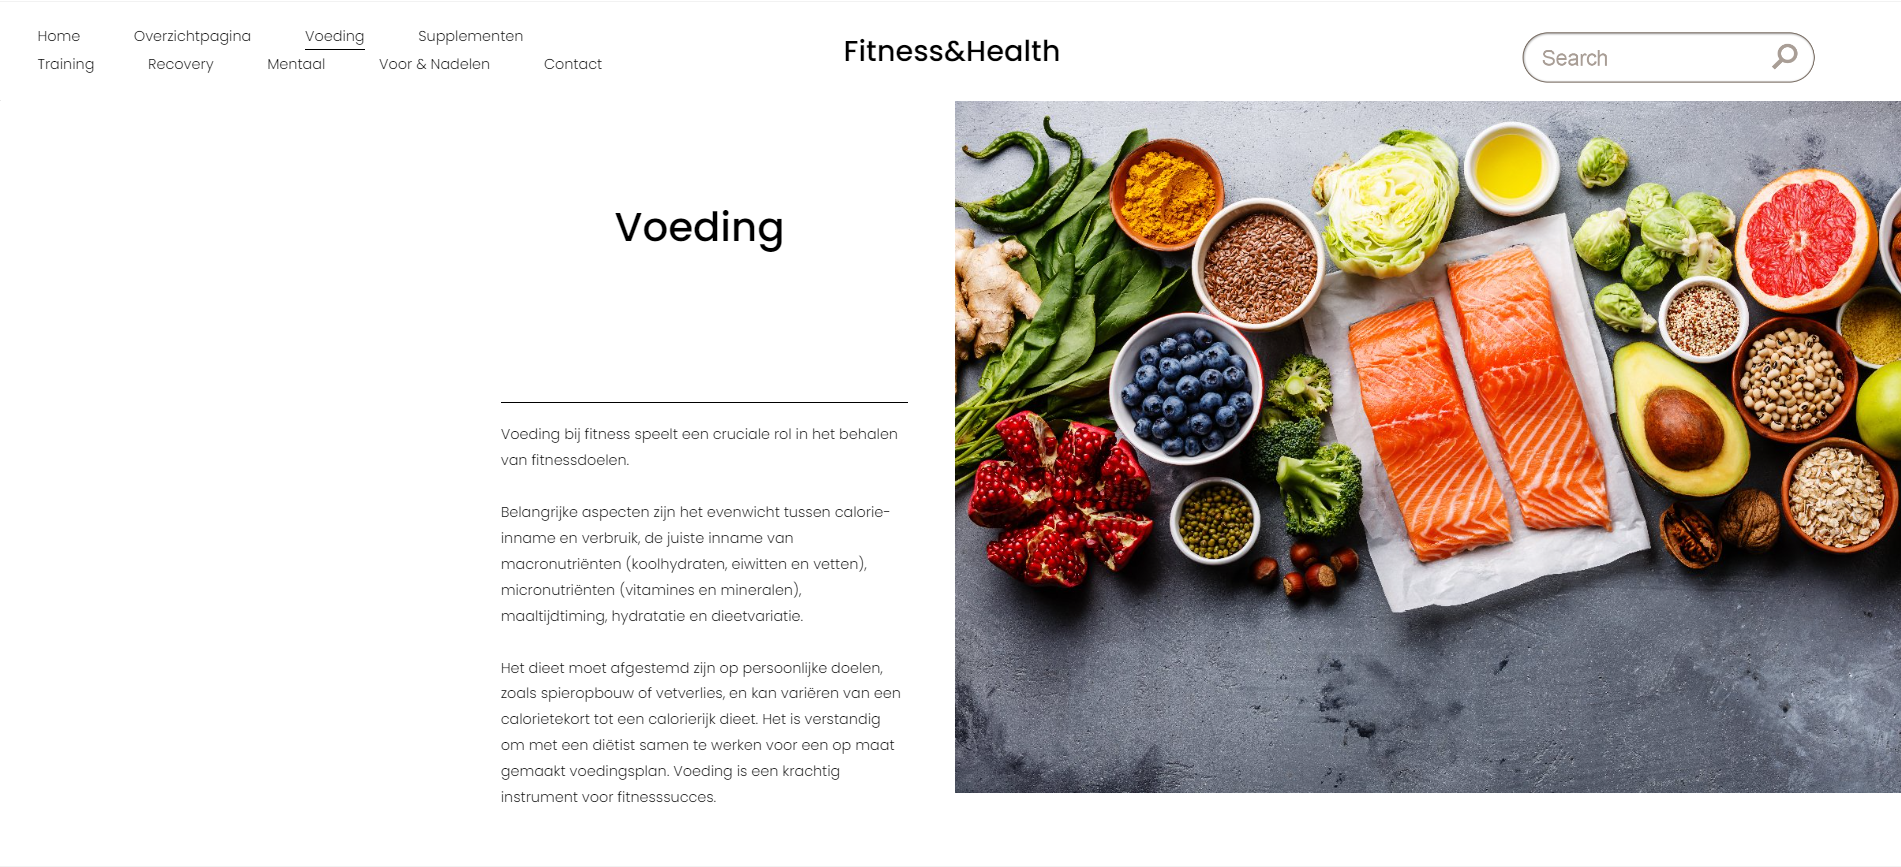 Home Overzichtpagina Voeding Supplementen
Training Recovery Mentaal Voor & Nadelen Contact
Fitness&Health
Search
Voeding
Voeding bij fitness speelt een cruciale rol in het behalen
van fitnessdoelen.
Belangrijke aspecten zijn het evenwicht tussen calorie-
inname en verbruik, de juiste inname van
macronutriënten (koolhydraten, eiwitten en vetten),
micronutriënten (vitamines en mineralen),
maaltijdtiming, hydratatie en dieetvariatie.
Het dieet moet afgestemd zijn op persoonlijke doelen,
zoals spieropbouw of vetverlies, en kan variëren van een
calorietekort tot een calorierijk dieet. Het is verstandig
om met een diëtist samen te werken voor een op maat
gemaakt voedingsplan. Voeding is een krachtig
instrument voor fitnesssucces.